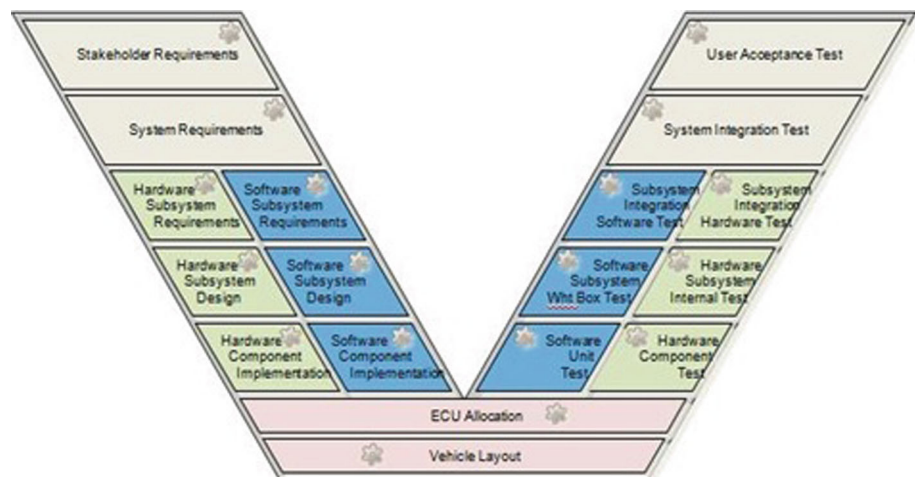 Stakeholder Requirements
User Acceptance Test
System Requirements
System Integration Test
Hardware
Subsystem
Requirements
Software
Subsystem
Requirements
Subsystem
Integration
Software Test
Subsystem
Integration
Hardware Test
Hardware
Subsystem
Design
Software
Subsystem
Design
Software
Subsystem
Wht Box Test
Hardware
Subsystem
Internal Test
Hardware
Component
Implementation
Software
Component
Implementation
Software
Unit
Test
Hardware
Component
Test
ECU Allocation
Vehicle Layout